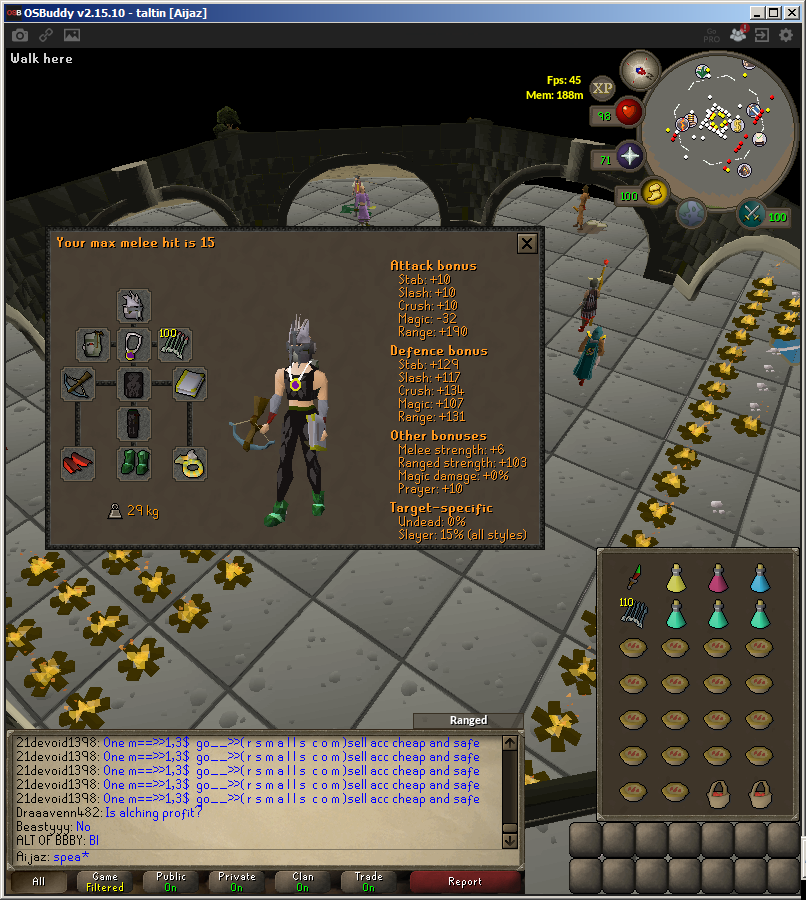 OSBuddy v2.15.10 - taltin [Aijaz]
Go PRO
Walk here
Fps: 45
Mem: 188m
XP
98
71
100
100
Your max melee hit is 15
100
29 kg
Attack bonus
Stab: +10
Slash: +10
Crush: +10
Magic: -32
Range: +190
Defence bonus
Stab: +129
Slash: +117
Crush: +134
Magic: +107
Range: +131
Other bonuses
Melee strength: +6
Ranged strength: +103
Magic damage: +0%
Prayer: +10
Target-specific
Undead: 0%
Slayer: 15% (all styles)
110
Ranged
21devoid1398: One m==>>1,3$ go__>>( r s m a l l s c o m )sell acc cheap and safe
21devoid1398: One m==>>1,3$ go__>>( r s m a l l s c o m )sell acc cheap and safe
21devoid1398: One m==>>1,3$ go__>>( r s m a l l s c o m )sell acc cheap and safe
21devoid1398: One m==>>1,3$ go__>>( r s m a l l s c o m )sell acc cheap and safe
21devoid1398: One m==>>1,3$ go__>>( r s m a l l s c o m )sell acc cheap and safe
Draaavenn482: Is alching profit?
Beastyyy: No
ALT OF BBBY: Bl
Aijaz: spea*
All
Game Filtered
Public On
Private On
Clan On
Trade On
Report